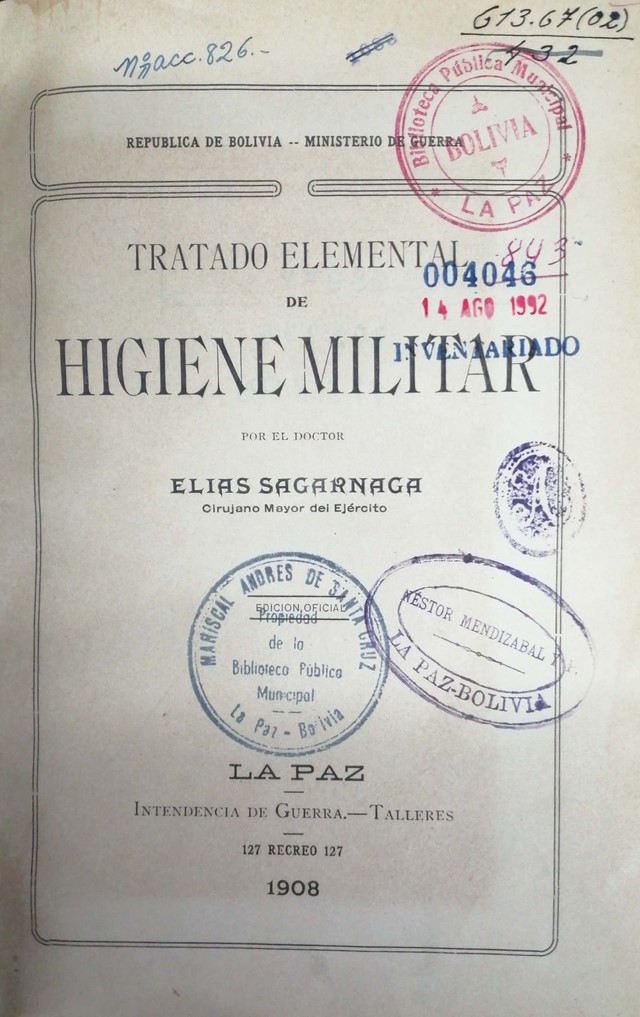 613.67(02)
Nº acc. 826.-
432
REPUBLICA DE BOLIVIA -- MINISTERIO DE GUERRA
Biblioteca Pública Municipal
BOLIVIA
LA PAZ
TRATADO ELEMENTAL
843
004046
DE
14 AGO 1992
INVENTARIADO
HIGIENE MILITAR
POR EL DOCTOR
ELIAS SAGARNAGA
Cirujano Mayor del Ejército
MARISCAL ANDRES DE SANTA CRUZ
EDICION OFICIAL
Propiedad
de la
Biblioteca Pública
Municipal
La Paz - Bolivia
NÉSTOR MENDIZABAL
LA PAZ-BOLIVIA
LA PAZ
INTENDENCIA DE GUERRA.—TALLERES
127 RECREO 127
1908